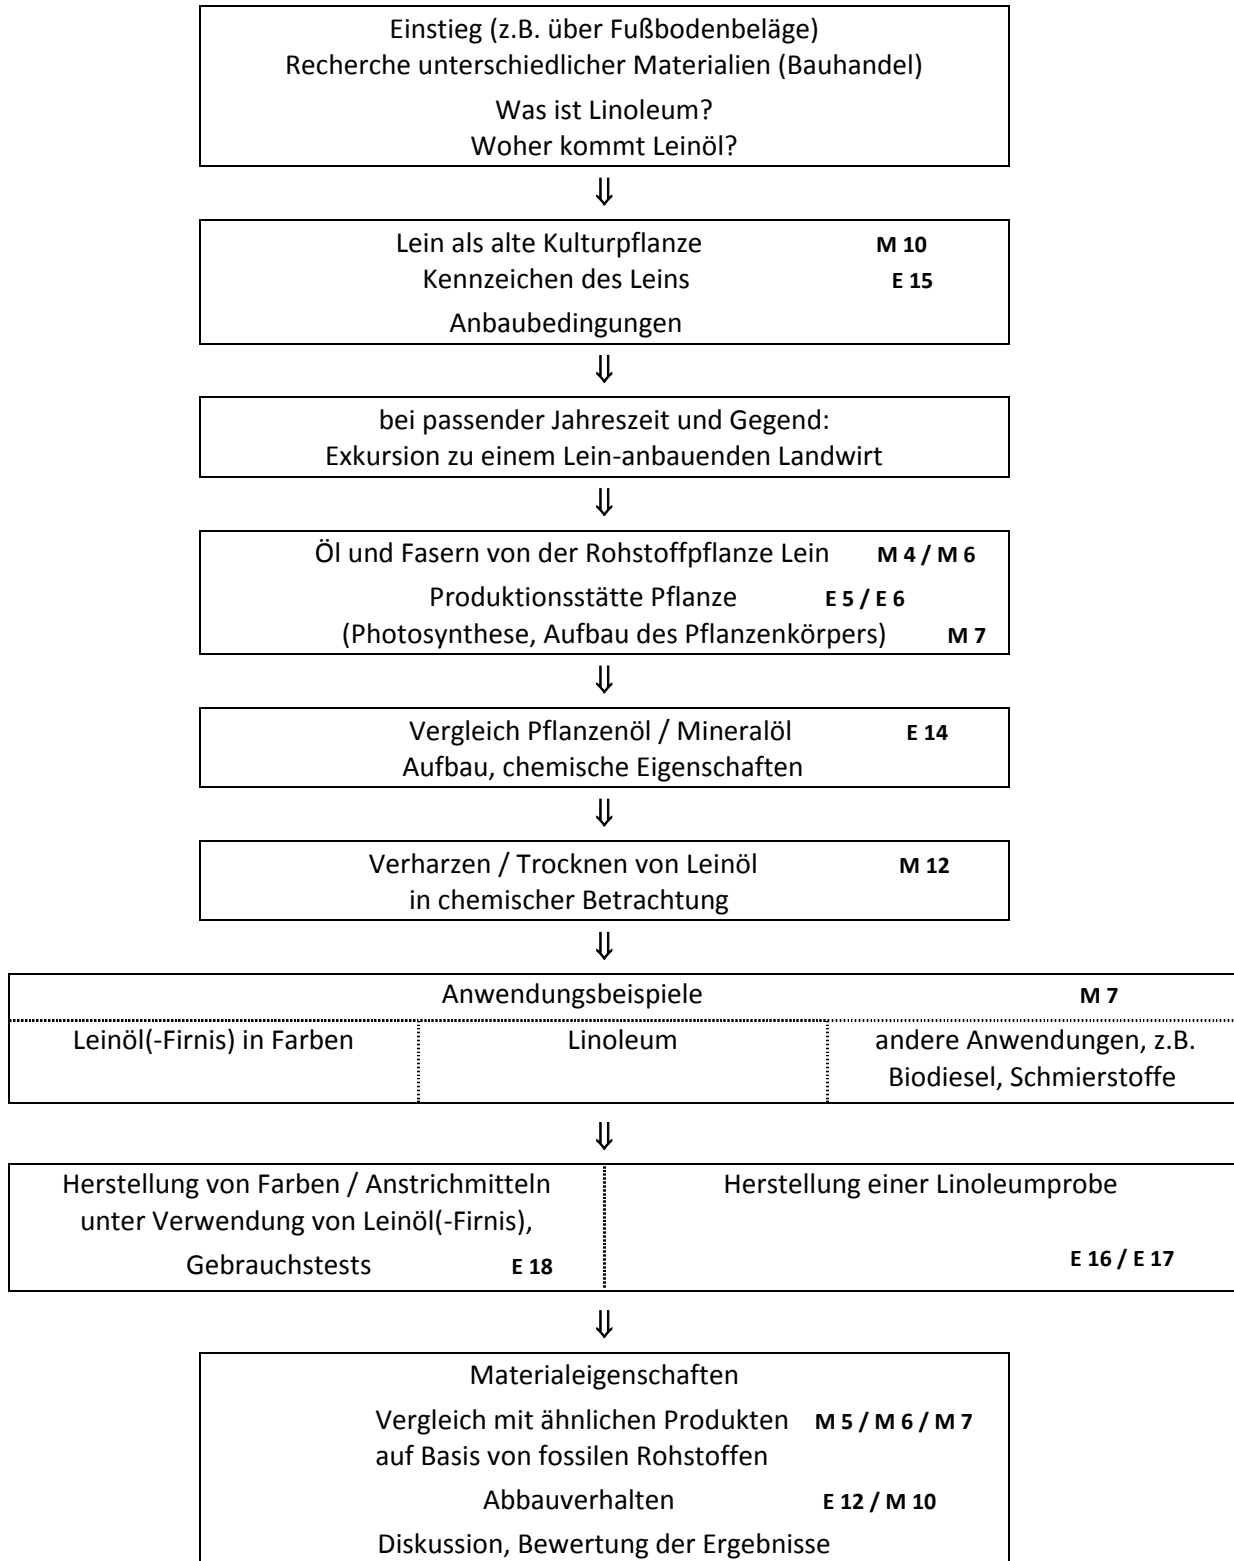 Einstieg (z.B. über Fußbodenbeläge)
Recherche unterschiedlicher Materialien (Bauhandel)
Was ist Linoleum?
Woher kommt Leinöl?
⇓
Lein als alte Kulturpflanze M 10
Kennzeichen des Leins E 15
Anbaubedingungen
⇓
bei passender Jahreszeit und Gegend:
Exkursion zu einem Lein-anbauenden Landwirt
⇓
Öl und Fasern von der Rohstoffpflanze Lein M 4 / M 6
Produktionsstätte Pflanze E 5 / E 6
(Photosynthese, Aufbau des Pflanzenkörpers) M 7
⇓
Vergleich Pflanzenöl / Mineralöl E 14
Aufbau, chemische Eigenschaften
⇓
Verharzen / Trocknen von Leinöl M 12
in chemischer Betrachtung
⇓
Anwendungsbeispiele M 7
Leinöl(-Firnis) in Farben
Linoleum
andere Anwendungen, z.B.
Biodiesel, Schmierstoffe
⇓
Herstellung von Farben / Anstrichmitteln
unter Verwendung von Leinöl(-Firnis),
Gebrauchstests E 18
Herstellung einer Linoleumprobe
E 16 / E 17
⇓
Materialeigenschaften
Vergleich mit ähnlichen Produkten M 5 / M 6 / M 7
auf Basis von fossilen Rohstoffen
Abbauverhalten E 12 / M 10
Diskussion, Bewertung der Ergebnisse